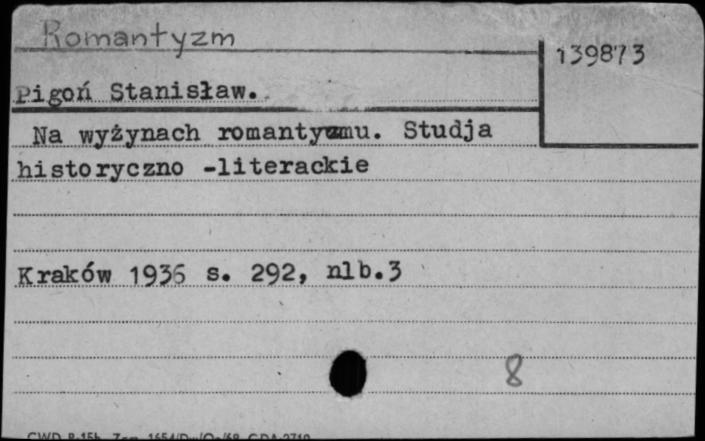 Romantyzm
139873
Pigoń Stanisław.
Na wyżynach romantyzmu. Studja
historyczno -literackie
Kraków 1936 s. 292, nlb.3
8